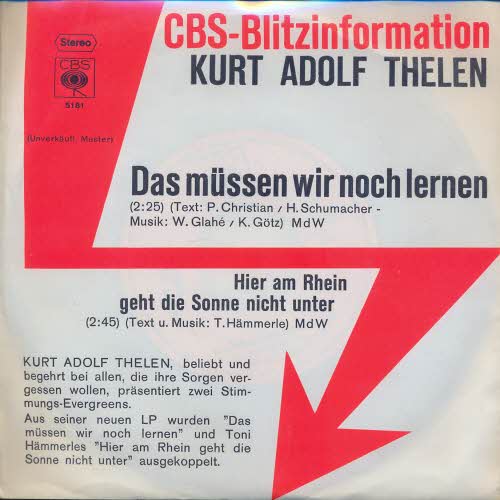 CBS-Blitzinformation
KURT ADOLF THELEN
Stereo
CBS
5181
(Unverkäufl. Muster)
Das müssen wir noch lernen
(2:25) (Text: P. Christian / H. Schumacher -
Musik: W. Glahé / K. Götz) MdW
Hier am Rhein
geht die Sonne nicht unter
(2:45) (Text u. Musik: T. Hämmerle) MdW
KURT ADOLF THELEN, beliebt und
begehrt bei allen, die ihre Sorgen ver-
gessen wollen, präsentiert zwei Stim-
mungs-Evergreens.
Aus seiner neuen LP wurden "Das
müssen wir noch lernen" und Toni
Hämmerles "Hier am Rhein geht die
Sonne nicht unter" ausgekoppelt.